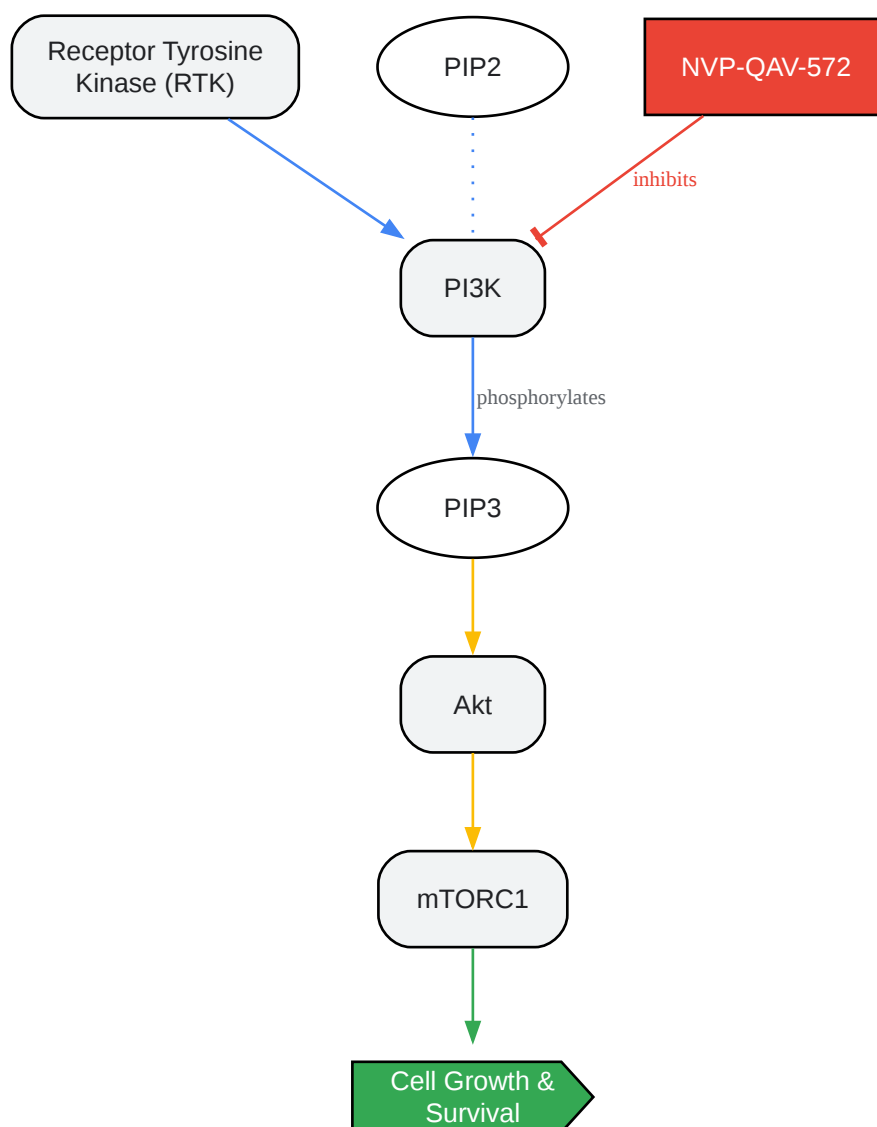 Receptor Tyrosine
Kinase (RTK)
PIP2
NVP-QAV-572
inhibits
PI3K
phosphorylates
PIP3
Akt
mTORC1
Cell Growth &
Survival